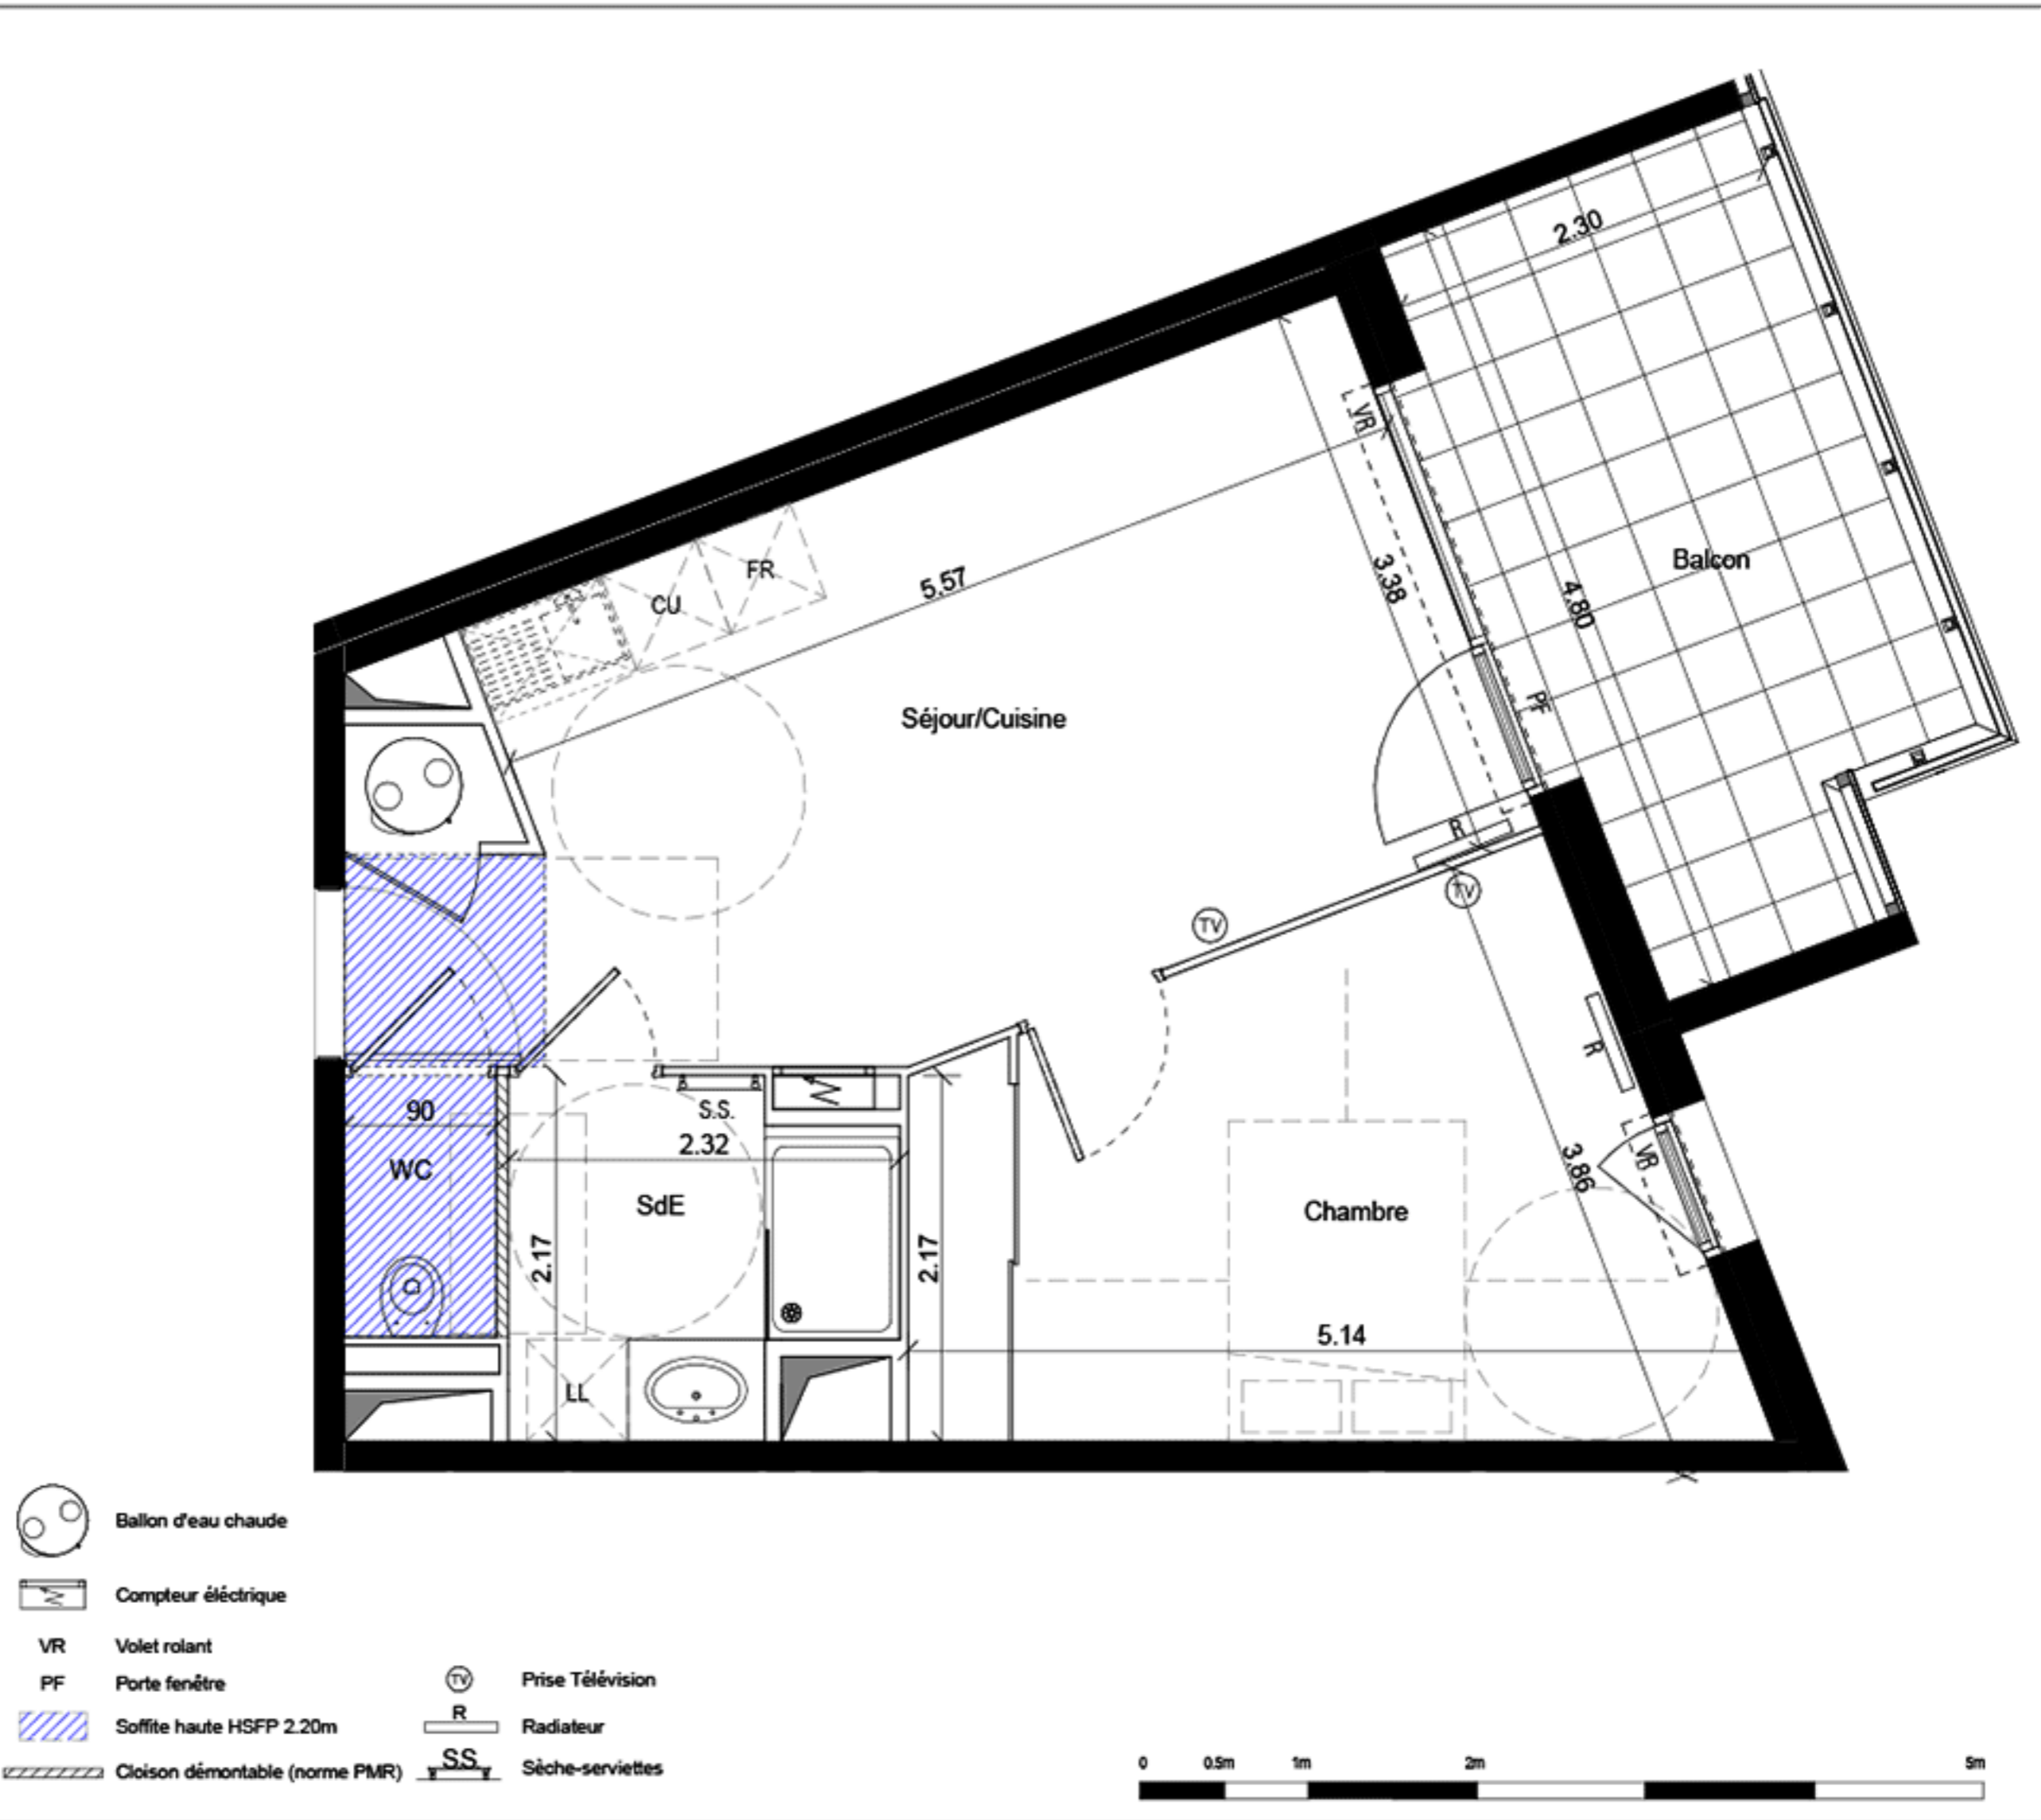 2.30
VR
FR
CU
5.57
3.38
4.80
Balcon
Séjour/Cuisine
PF
R
TV
TV
R
90
S.S.
2.32
WC
SdE
2.17
2.17
Chambre
VR
3.86
5.14
LL
Ballon d'eau chaude
Compteur éléctrique
VR Volet rolant
PF Porte fenêtre
TV Prise Télévision
Soffite haute HSFP 2.20m
R Radiateur
Cloison démontable (norme PMR)
S.S. Sèche-serviettes
0 0.5m 1m 2m 5m